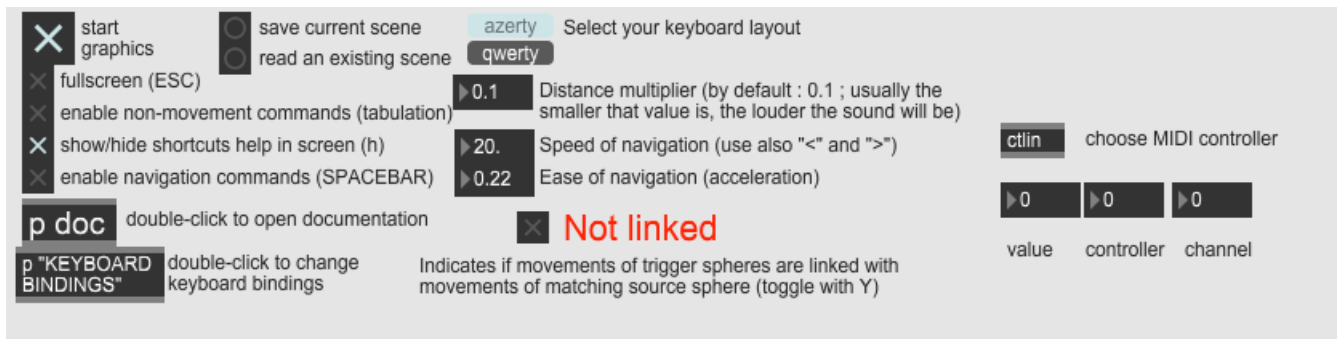 start
graphics
save current scene
read an existing scene
azerty
qwerty
Select your keyboard layout
fullscreen (ESC)
enable non-movement commands (tabulation)
show/hide shortcuts help in screen (h)
enable navigation commands (SPACEBAR)
0.1
Distance multiplier (by default : 0.1 ; usually the
smaller that value is, the louder the sound will be)
20.
Speed of navigation (use also "<" and ">")
0.22
Ease of navigation (acceleration)
p doc
double-click to open documentation
p "KEYBOARD
BINDINGS"
double-click to change
keyboard bindings
Not linked
Indicates if movements of trigger spheres are linked with
movements of matching source sphere (toggle with Y)
ctlin
choose MIDI controller
0
0
0
value
controller
channel